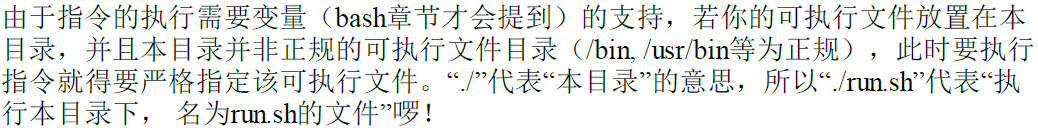 由于指令的执行需要变量（bash章节才会提到）的支持，若你的可执行文件放置在本
目录，并且本目录并非正规的可执行文件目录（/bin, /usr/bin等为正规），此时要执行
指令就得要严格指定该可执行文件。“./”代表“本目录”的意思，所以“./run.sh”代表“执
行本目录下， 名为run.sh的文件”啰！